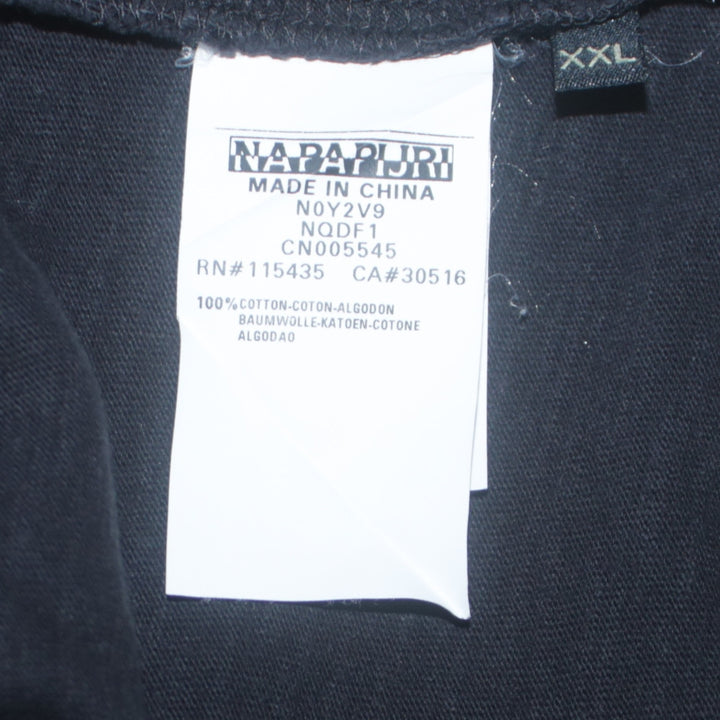 XXL
NAPAPIJRI
MADE IN CHINA
N0Y2V9
NQDF1
CN005545
RN#115435 CA#30516
100% COTTON-COTON-ALGODON
BAUMWOLLE-KATOEN-COTONE
ALGODAO